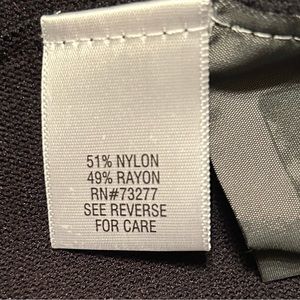 51% NYLON
49% RAYON
RN#73277
SEE REVERSE
FOR CARE